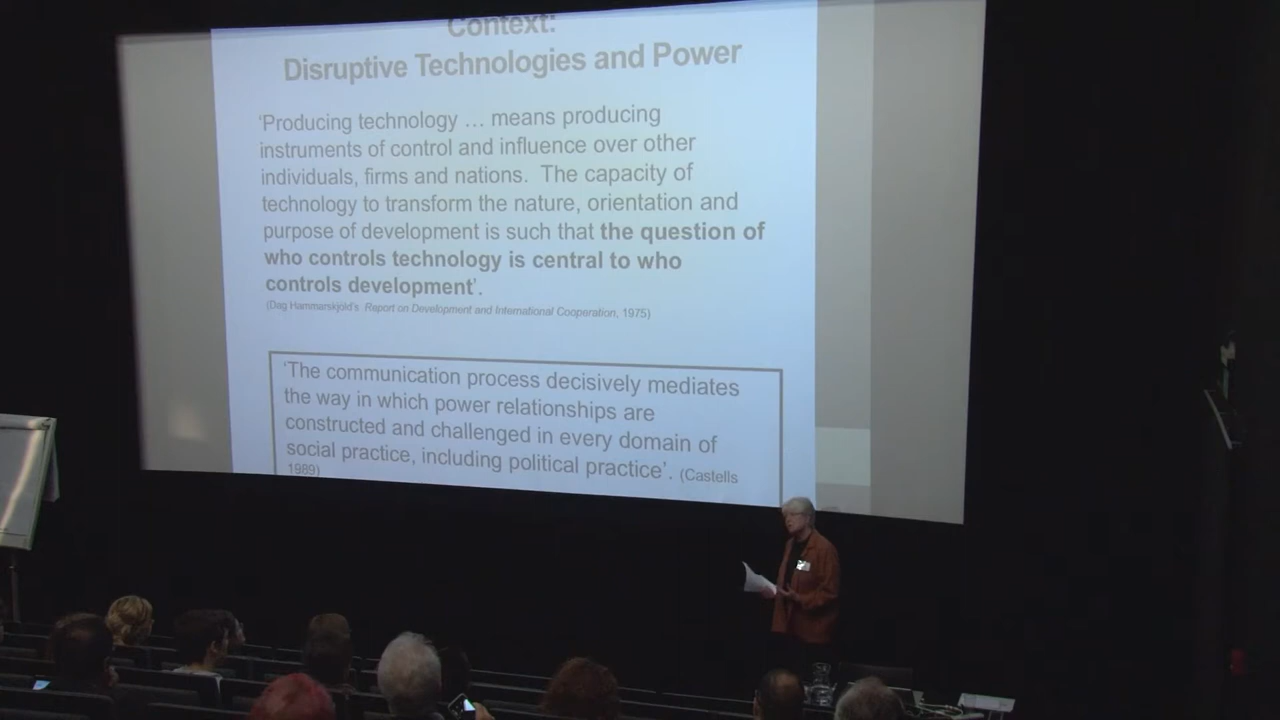 Context:
Disruptive Technologies and Power
‘Producing technology … means producing
instruments of control and influence over other
individuals, firms and nations. The capacity of
technology to transform the nature, orientation and
purpose of development is such that the question of
who controls technology is central to who
controls development’.
(Dag Hammarskjöld's Report on Development and International Cooperation, 1975)
‘The communication process decisively mediates
the way in which power relationships are
constructed and challenged in every domain of
social practice, including political practice’. (Castells
1989)